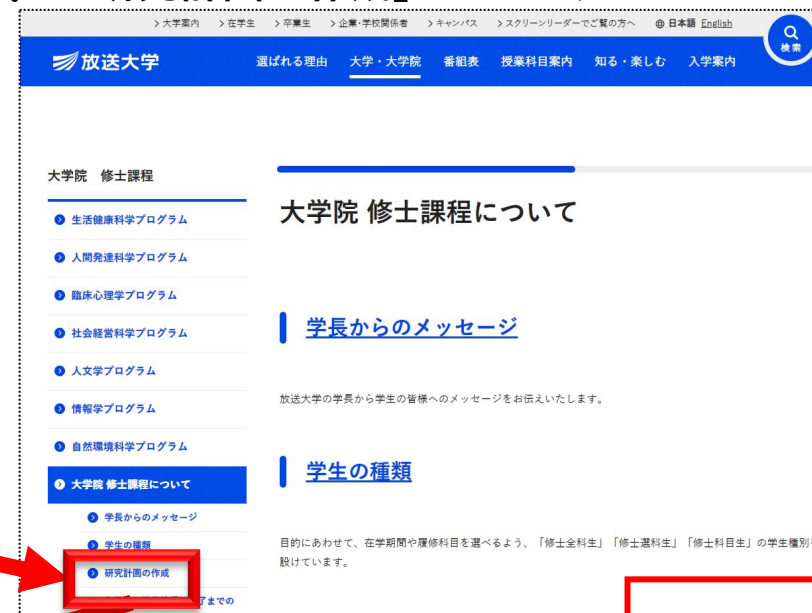 > 大学案内 > 在学生 > 卒業生 > 企業・学校関係者 > キャンパス > スクリーンリーダーでご覧の方へ 日本語 English
検索
放送大学 選ばれる理由 大学・大学院 番組表 授業科目案内 知る・楽しむ 入学案内
大学院 修士課程
生活健康科学プログラム
人間発達科学プログラム
臨床心理学プログラム
社会経営科学プログラム
人文学プログラム
情報学プログラム
自然環境科学プログラム
大学院 修士課程について
学長からのメッセージ
学生の種類
研究計画の作成
了までの
大学院 修士課程について
学長からのメッセージ
放送大学の学長から学生の皆様へのメッセージをお伝えいたします。
学生の種類
目的にあわせて、在学期間や履修科目を選べるよう、「修士全科生」「修士選科生」「修士科目生」の学生種別を
設けています。